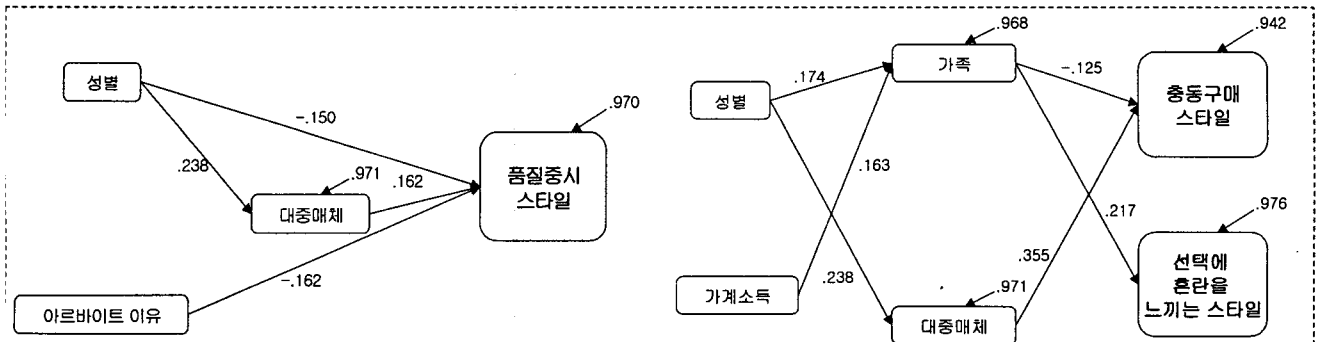 성별
-.150
.238
.971
.162
대중매체
-.162
아르바이트 이유
.970
품질중시
스타일
성별
.174
.968
가족
-.125
.942
충동구매
스타일
.163
가계소득
.238
.971
대중매체
.355
.217
.976
선택에
혼란을
느끼는 스타일